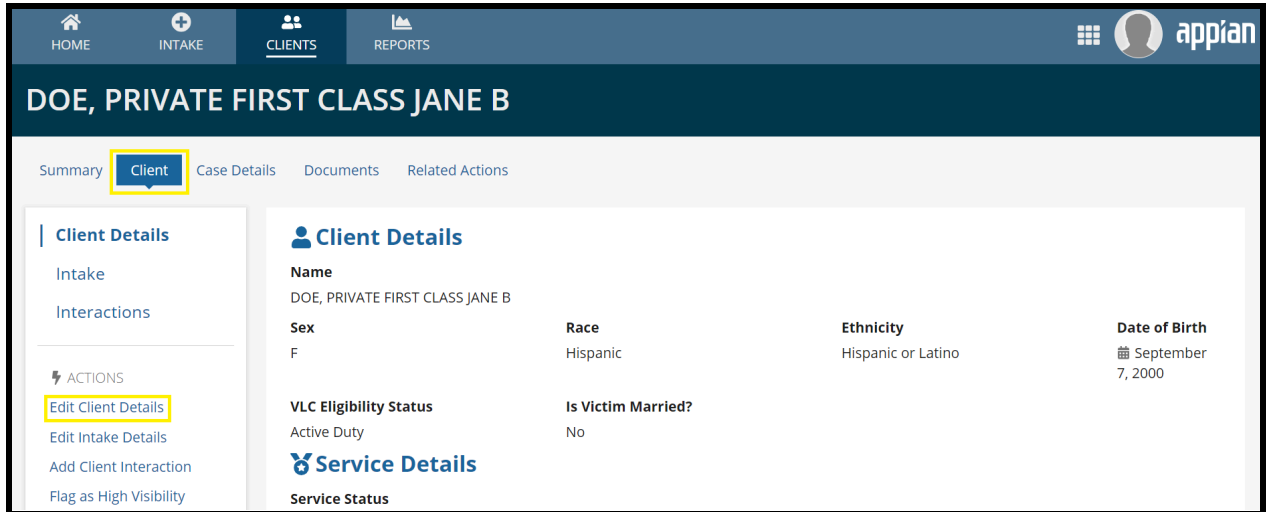 HOME INTAKE CLIENTS REPORTS appian
DOE, PRIVATE FIRST CLASS JANE B
Summary Client Case Details Documents Related Actions
Client Details
Intake
Interactions
ACTIONS
Edit Client Details
Edit Intake Details
Add Client Interaction
Flag as High Visibility
Client Details
Name
DOE, PRIVATE FIRST CLASS JANE B
Sex Race Ethnicity Date of Birth
F Hispanic Hispanic or Latino September
7, 2000
VLC Eligibility Status Is Victim Married?
Active Duty No
Service Details
Service Status